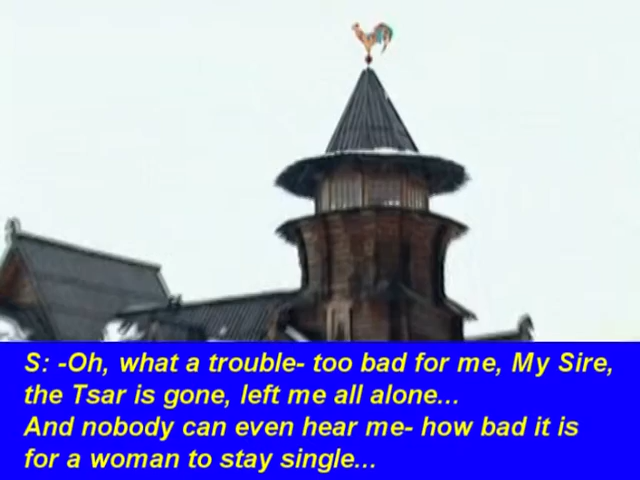 S: -Oh, what a trouble- too bad for me, My Sire,
the Tsar is gone, left me all alone...
And nobody can even hear me- how bad it is
for a woman to stay single...